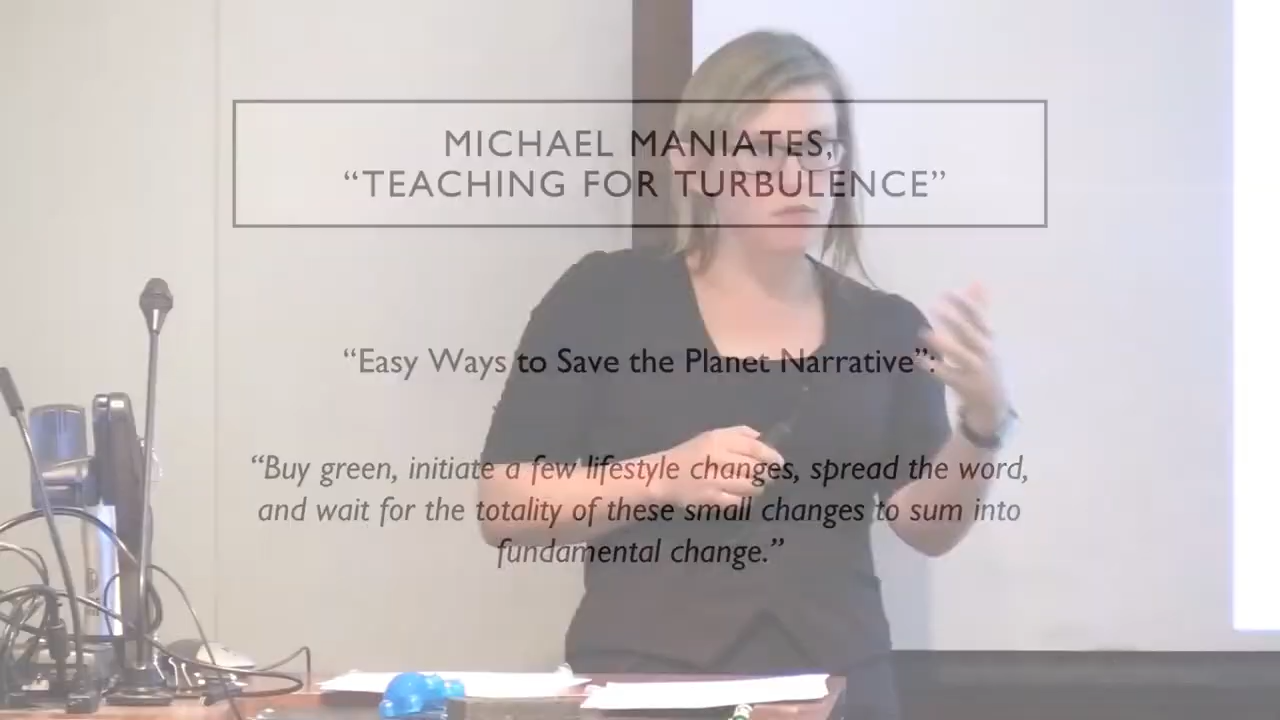 MICHAEL MANIATES,
“TEACHING FOR TURBULENCE”
“Easy Ways to Save the Planet Narrative”:
“Buy green, initiate a few lifestyle changes, spread the word,
and wait for the totality of these small changes to sum into
fundamental change.”